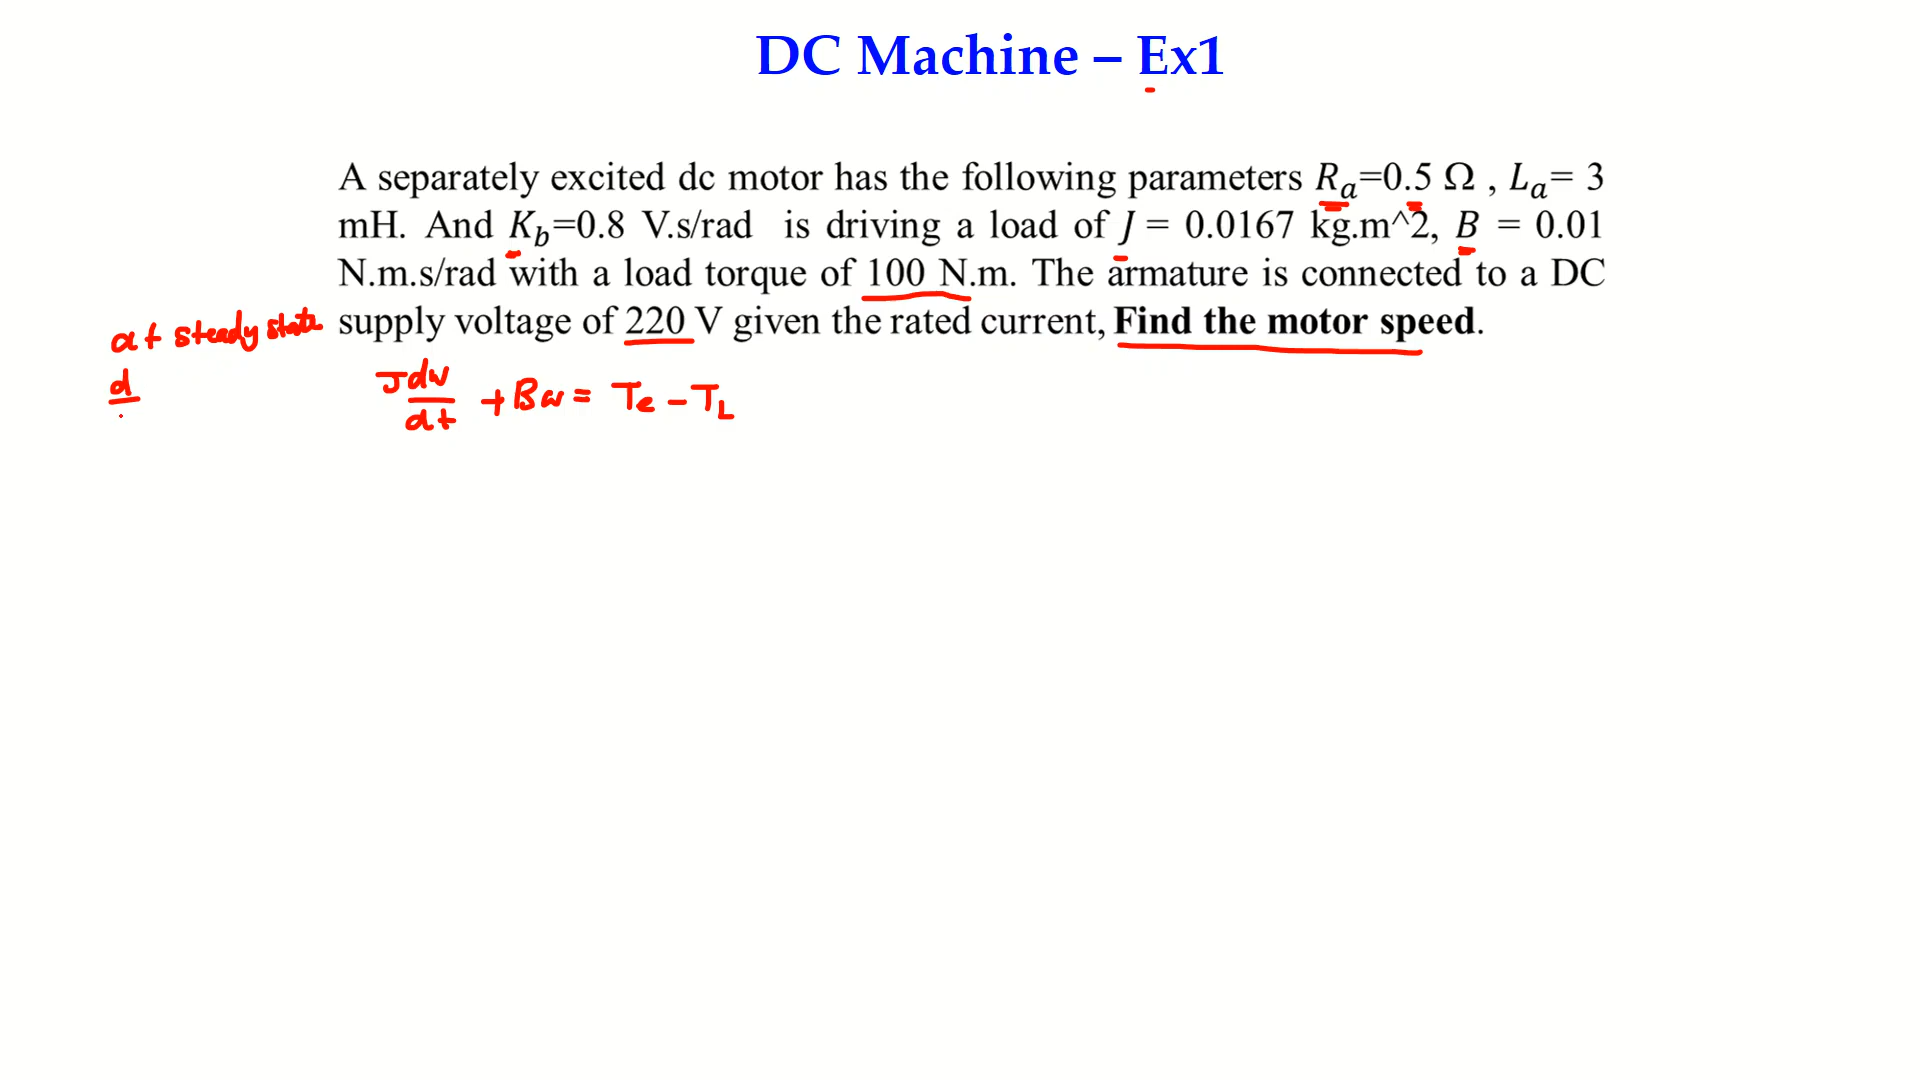 DC Machine – Ex1
A separately excited dc motor has the following parameters Rₐ=0.5 Ω , Lₐ= 3
mH. And K_b=0.8 V.s/rad is driving a load of J = 0.0167 kg.m^2, B = 0.01
N.m.s/rad with a load torque of 100 N.m. The armature is connected to a DC
supply voltage of 220 V given the rated current, Find the motor speed.
at steady state
d
J dw/dt + Bw = Te - TL